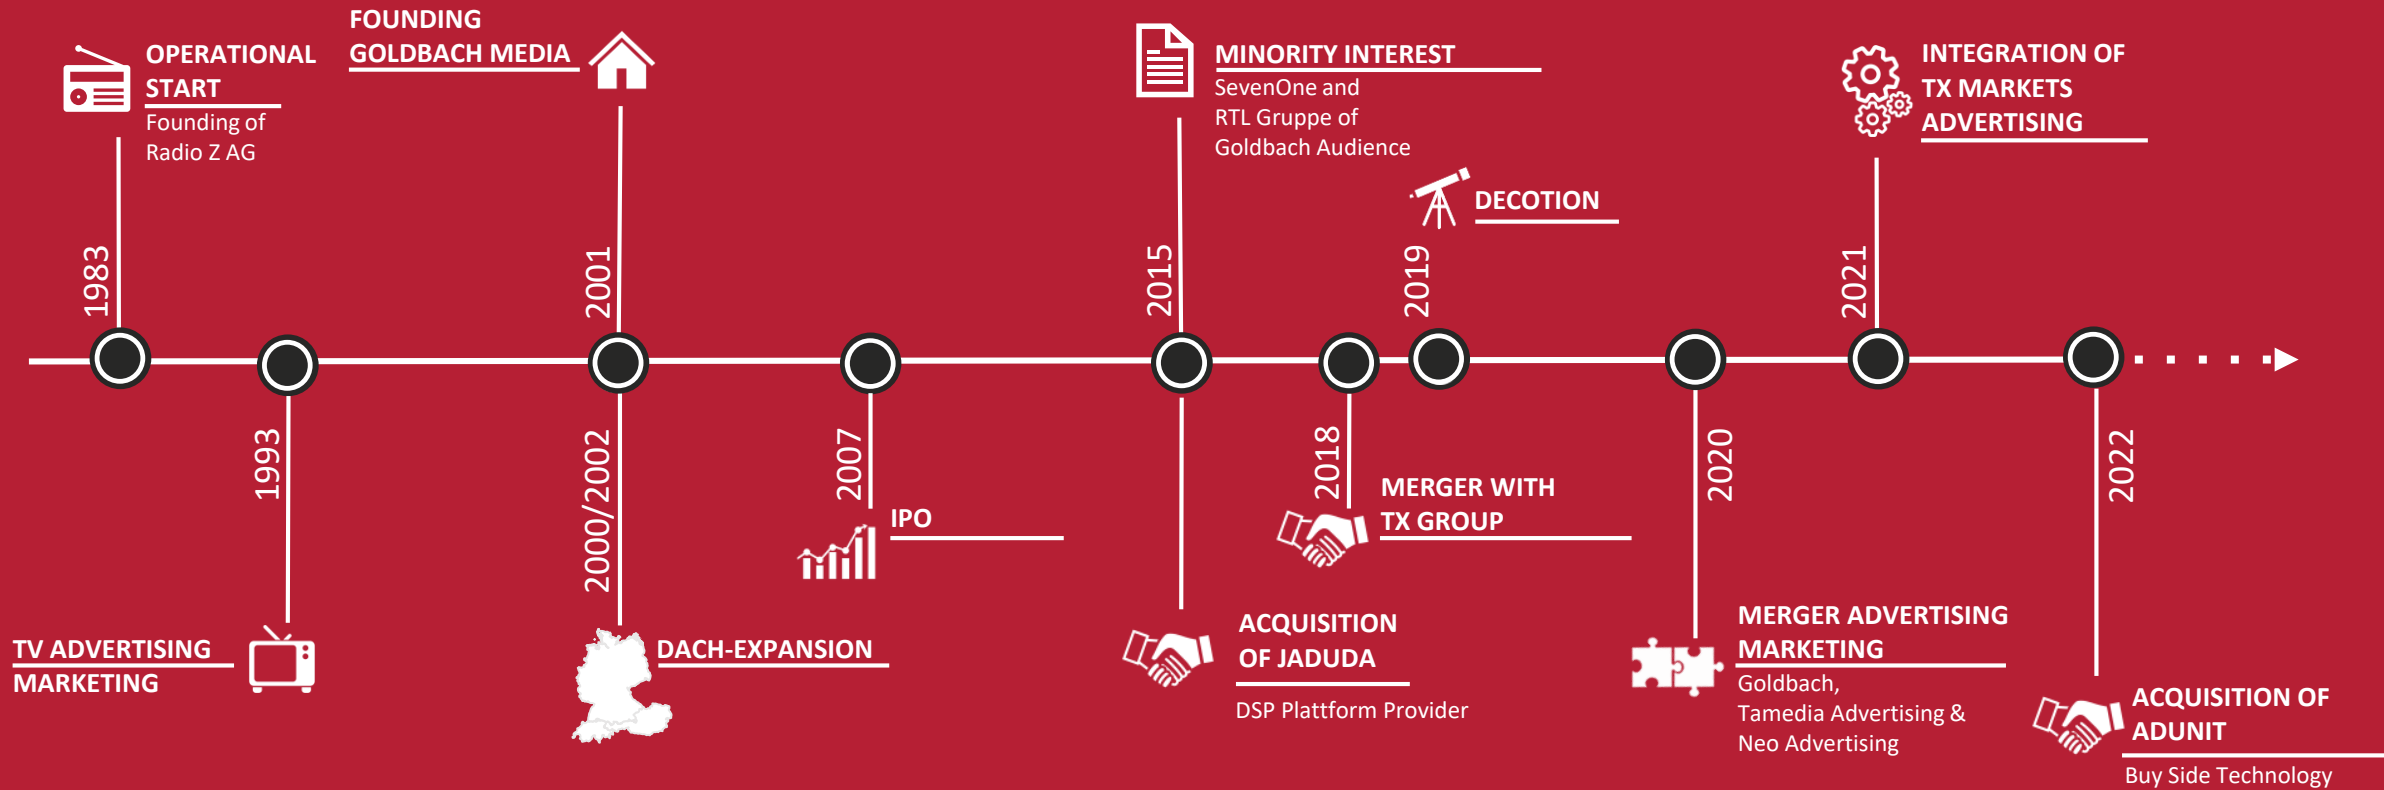 1983
OPERATIONAL
START
Founding of
Radio Z AG
1993
TV ADVERTISING
MARKETING
2001
FOUNDING
GOLDBACH MEDIA
2000/2002
DACH-EXPANSION
2007
IPO
2015
MINORITY INTEREST
SevenOne and
RTL Gruppe of
Goldbach Audience
ACQUISITION
OF JADUDA
DSP Plattform Provider
2018
MERGER WITH
TX GROUP
2019
DECOTION
2020
MERGER ADVERTISING
MARKETING
Goldbach,
Tamedia Advertising &
Neo Advertising
2021
INTEGRATION OF
TX MARKETS
ADVERTISING
2022
ACQUISITION OF
ADUNIT
Buy Side Technology